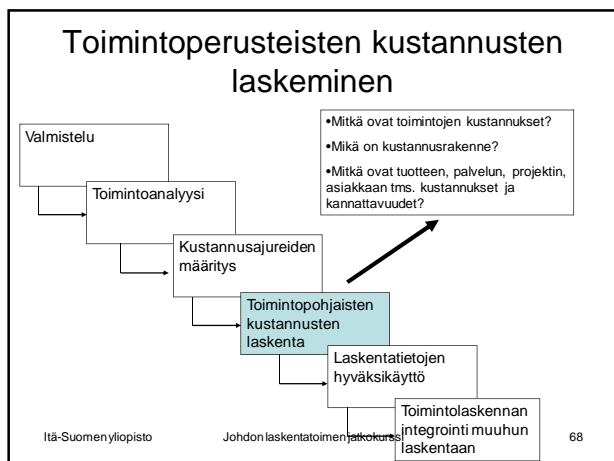 Toimintoperusteisten kustannusten
laskeminen
•Mitkä ovat toimintojen kustannukset?
•Mikä on kustannusrakenne?
•Mitkä ovat tuotteen, palvelun, projektin,
asiakkaan tms. kustannukset ja
kannattavuudet?
Valmistelu
Toimintoanalyysi
Kustannusajureiden
määritys
Toimintopohjaisten
kustannusten
laskenta
Laskentatietojen
hyväksikäyttö
Toimintolaskennan
integrointi muuhun
laskentaan
Itä-Suomen yliopisto
Johdon laskentatoimen jatkokurssi
68